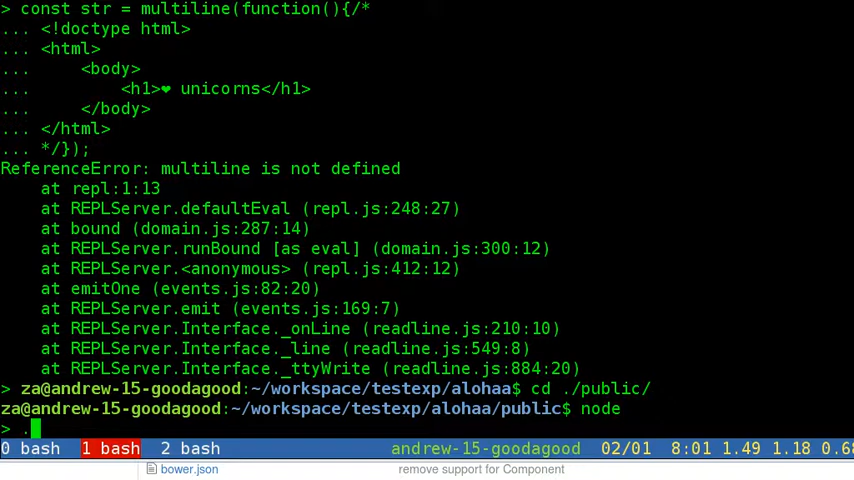 > const str = multiline(function(){/*
... <!doctype html>
... <html>
...     <body>
...         <h1>❤ unicorns</h1>
...     </body>
... </html>
... */});
ReferenceError: multiline is not defined
    at repl:1:13
    at REPLServer.defaultEval (repl.js:248:27)
    at bound (domain.js:287:14)
    at REPLServer.runBound [as eval] (domain.js:300:12)
    at REPLServer.<anonymous> (repl.js:412:12)
    at emitOne (events.js:82:20)
    at REPLServer.emit (events.js:169:7)
    at REPLServer.Interface._onLine (readline.js:210:10)
    at REPLServer.Interface._line (readline.js:549:8)
    at REPLServer.Interface._ttyWrite (readline.js:884:20)
> za@andrew-15-goodagood:~/workspace/testexp/alohaa$ cd ./public/
za@andrew-15-goodagood:~/workspace/testexp/alohaa/public$ node
> .
0 bash  1 bash  2 bash andrew-15-goodagood 02/01 8:01 1.49 1.18 0.68
bower.json remove support for Component